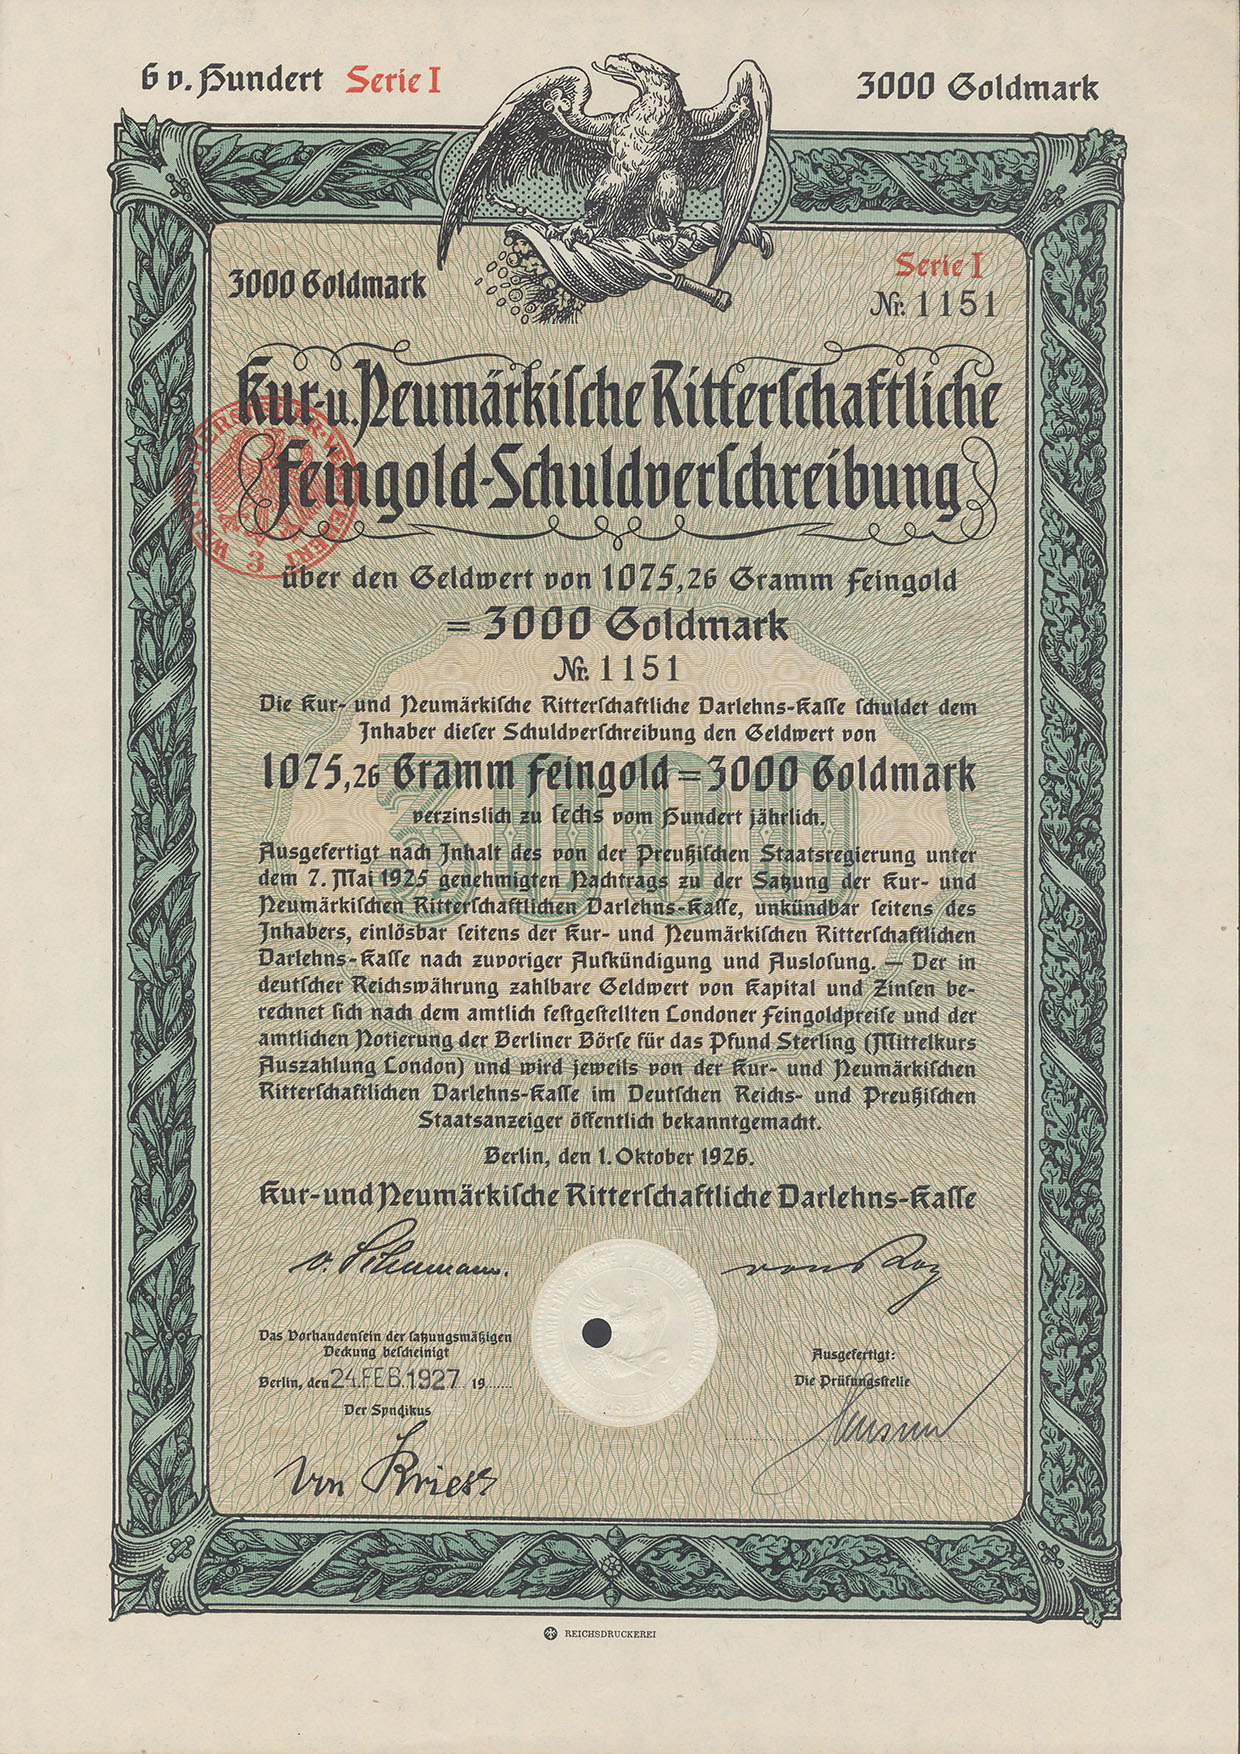 6 v. Hundert Serie I
3000 Goldmark
3000 Goldmark
Serie I
Nr. 1151
Kur- u. Neumärkische Ritterschaftliche
Feingold-Schuldverschreibung
über den Geldwert von 1075,26 Gramm Feingold
= 3000 Goldmark
Nr. 1151
Die Kur- und Neumärkische Ritterschaftliche Darlehns-Kasse schuldet dem
Inhaber dieser Schuldverschreibung den Geldwert von
1075,26 Gramm Feingold = 3000 Goldmark
verzinslich zu sechs vom Hundert jährlich.
Ausgefertigt nach Inhalt des von der Preußischen Staatsregierung unter
dem 7. Mai 1925 genehmigten Nachtrags zu der Satzung der Kur- und
Neumärkischen Ritterschaftlichen Darlehns-Kasse, unkündbar seitens des
Inhabers, einlösbar seitens der Kur- und Neumärkischen Ritterschaftlichen
Darlehns-Kasse nach zuvoriger Aufkündigung und Auslosung. — Der in
deutscher Reichswährung zahlbare Geldwert von Kapital und Zinsen be-
rechnet sich nach dem amtlich festgestellten Londoner Feingoldpreise und der
amtlichen Notierung der Berliner Börse für das Pfund Sterling (Mittelkurs
Auszahlung London) und wird jeweils von der Kur- und Neumärkischen
Ritterschaftlichen Darlehns-Kasse im Deutschen Reichs- und Preußischen
Staatsanzeiger öffentlich bekanntgemacht.
Berlin, den 1. Oktober 1926.
Kur- und Neumärkische Ritterschaftliche Darlehns-Kasse
Das Vorhandensein der satzungsmäßigen
Deckung bescheinigt
Berlin, den 24. FEB. 1927 19......
Der Syndikus
von Kries
Ausgefertigt:
Die Prüfungsstelle
REICHSDRUCKEREI